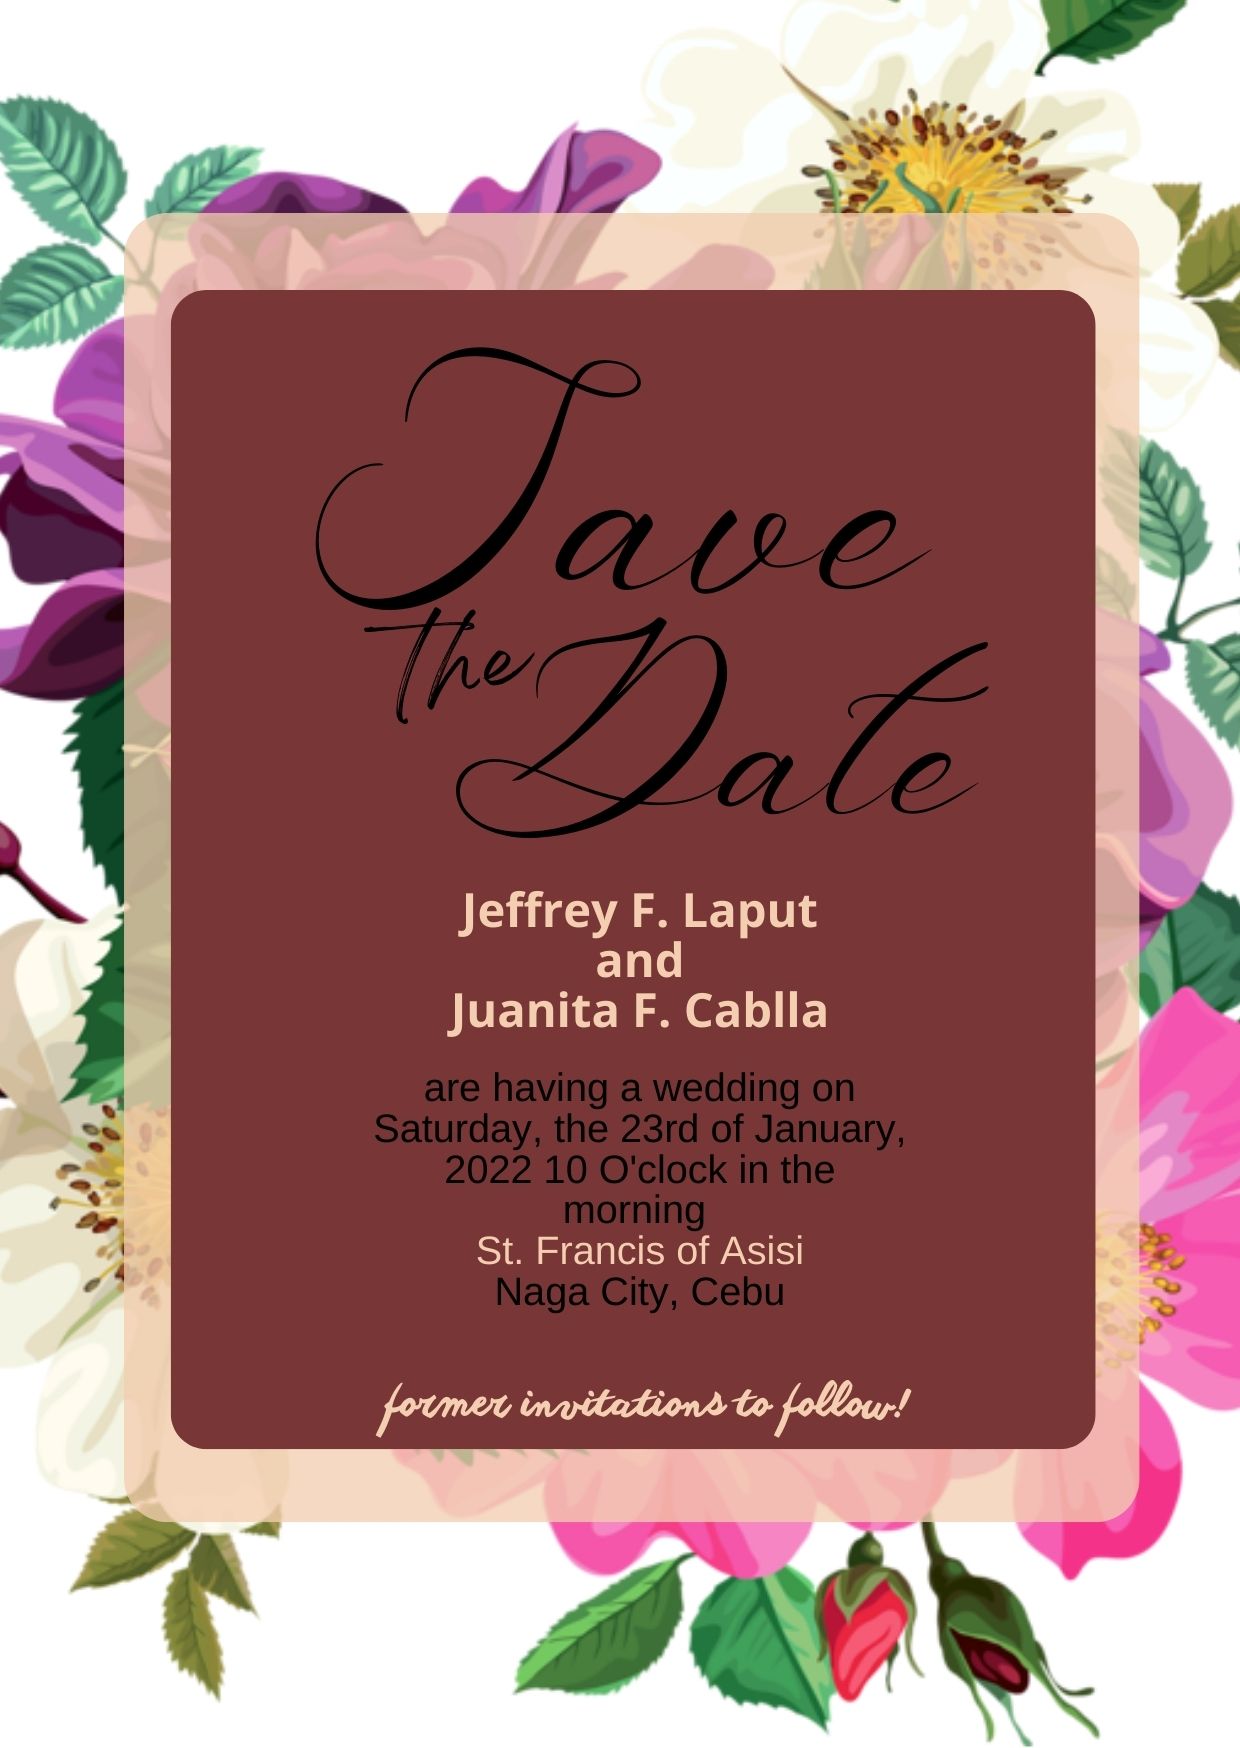 Save
the Date
Jeffrey F. Laput
and
Juanita F. Cablla
are having a wedding on
Saturday, the 23rd of January,
2022 10 O'clock in the
morning
St. Francis of Asisi
Naga City, Cebu
former invitations to follow!